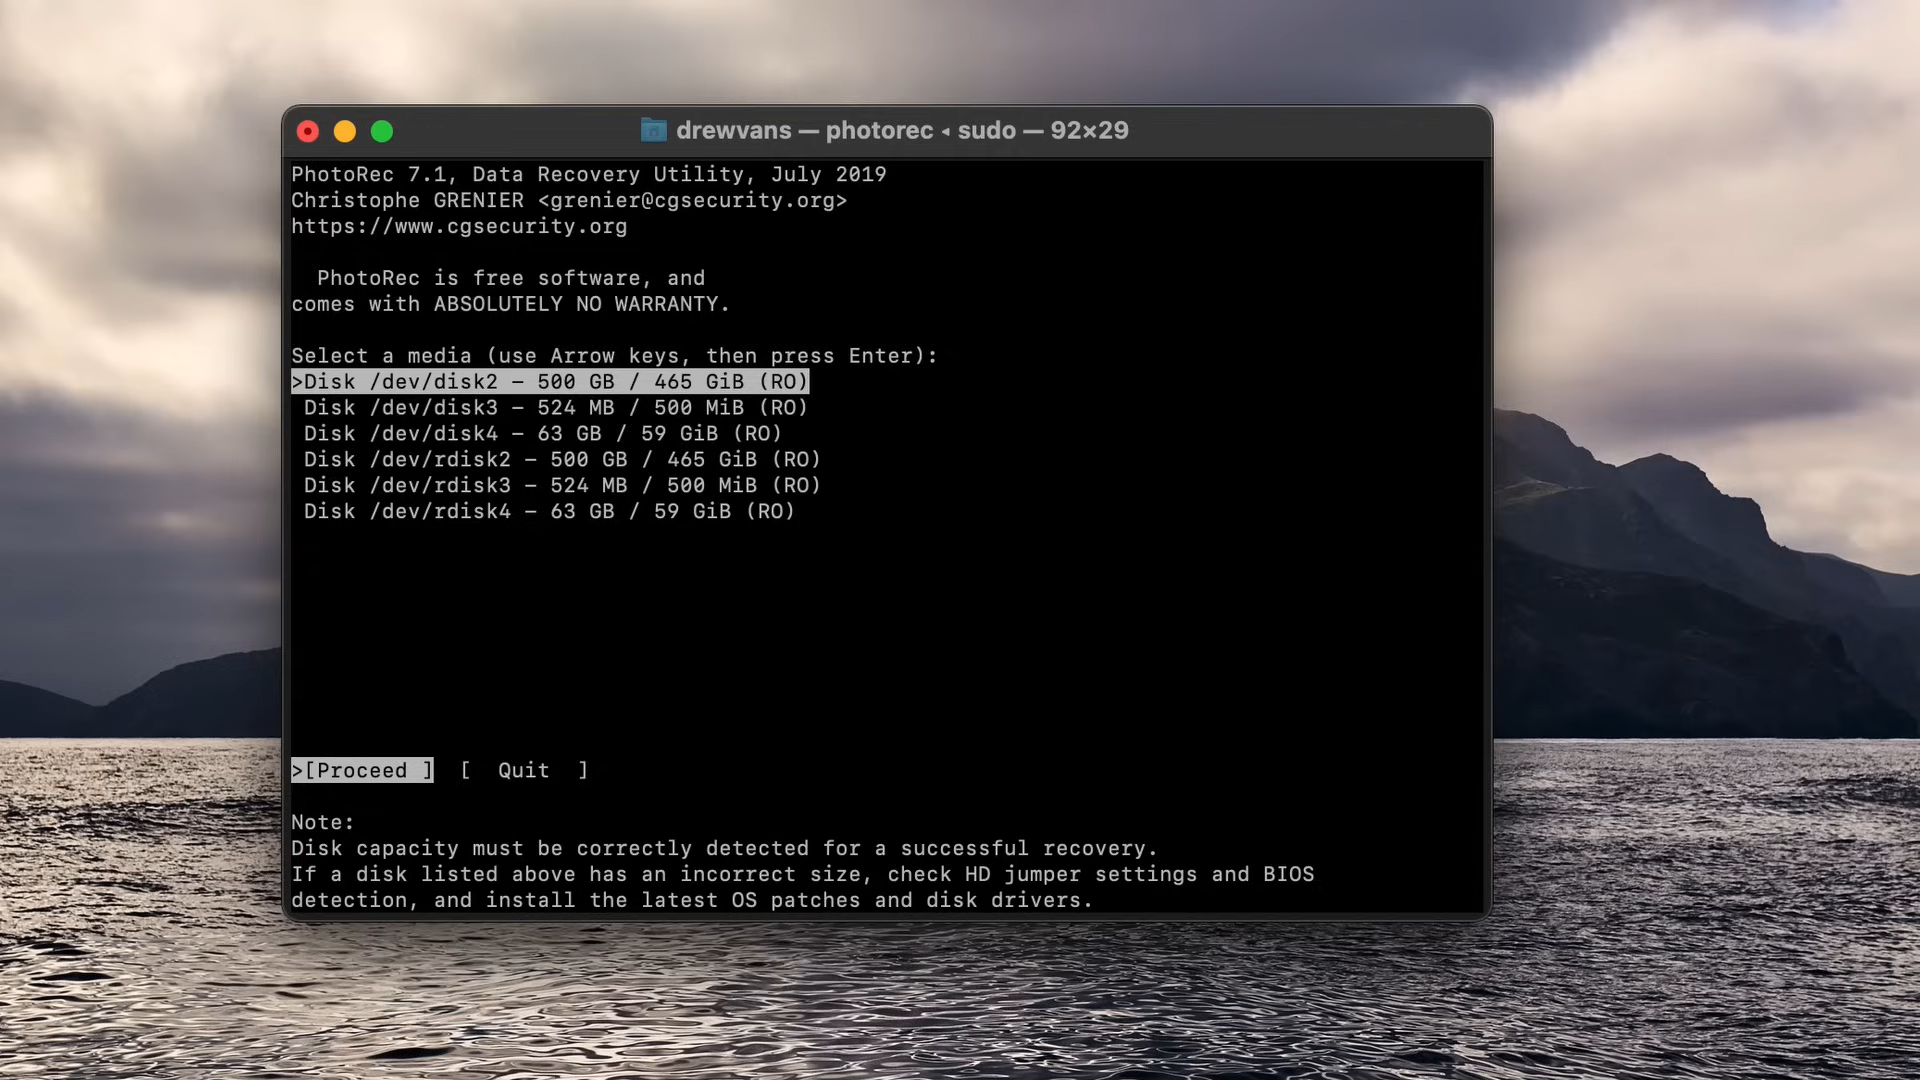 drewvans — photorec ◂ sudo — 92×29
PhotoRec 7.1, Data Recovery Utility, July 2019
Christophe GRENIER <grenier@cgsecurity.org>
https://www.cgsecurity.org
PhotoRec is free software, and
comes with ABSOLUTELY NO WARRANTY.
Select a media (use Arrow keys, then press Enter):
>Disk /dev/disk2 – 500 GB / 465 GiB (RO)
Disk /dev/disk3 – 524 MB / 500 MiB (RO)
Disk /dev/disk4 – 63 GB / 59 GiB (RO)
Disk /dev/rdisk2 – 500 GB / 465 GiB (RO)
Disk /dev/rdisk3 – 524 MB / 500 MiB (RO)
Disk /dev/rdisk4 – 63 GB / 59 GiB (RO)
>[Proceed ]  [  Quit  ]
Note:
Disk capacity must be correctly detected for a successful recovery.
If a disk listed above has an incorrect size, check HD jumper settings and BIOS
detection, and install the latest OS patches and disk drivers.